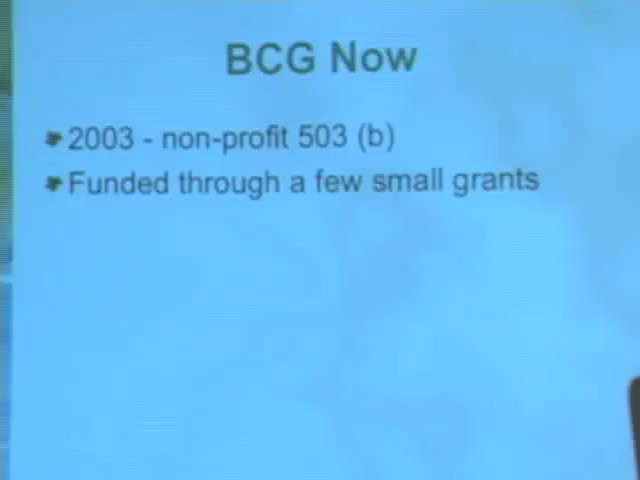 BCG Now
2003 - non-profit 503 (b)
Funded through a few small grants